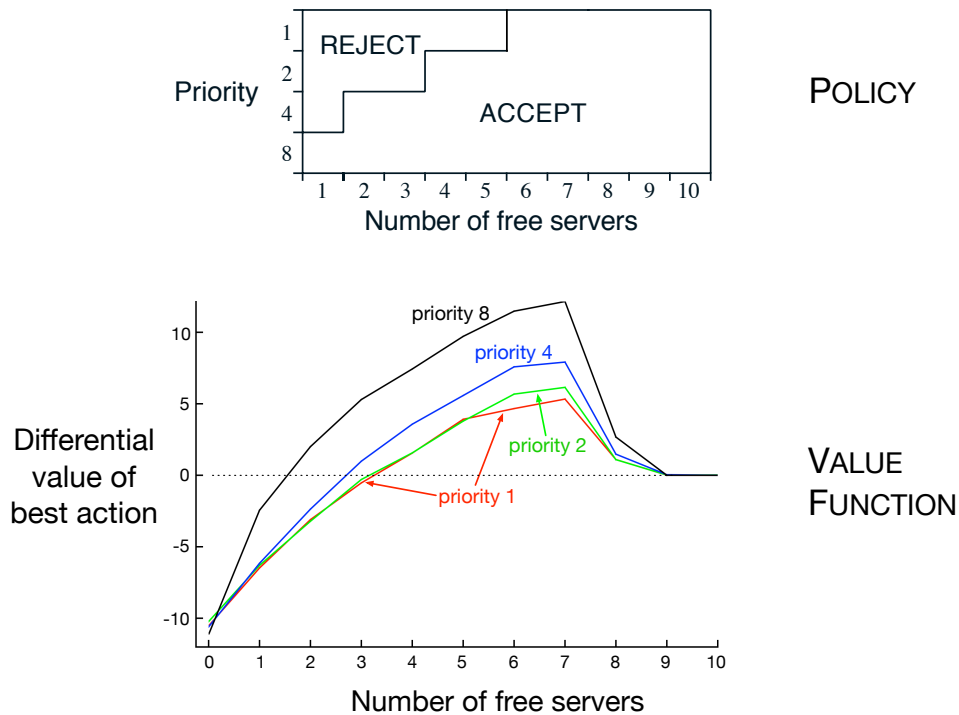 1
REJECT
2
Priority
4
ACCEPT
8
1 2 3 4 5 6 7 8 9 10
Number of free servers
POLICY
priority 8
10
priority 4
5
priority 2
Differential
value of
best action
0
priority 1
-5
-10
0 1 2 3 4 5 6 7 8 9 10
Number of free servers
VALUE
FUNCTION